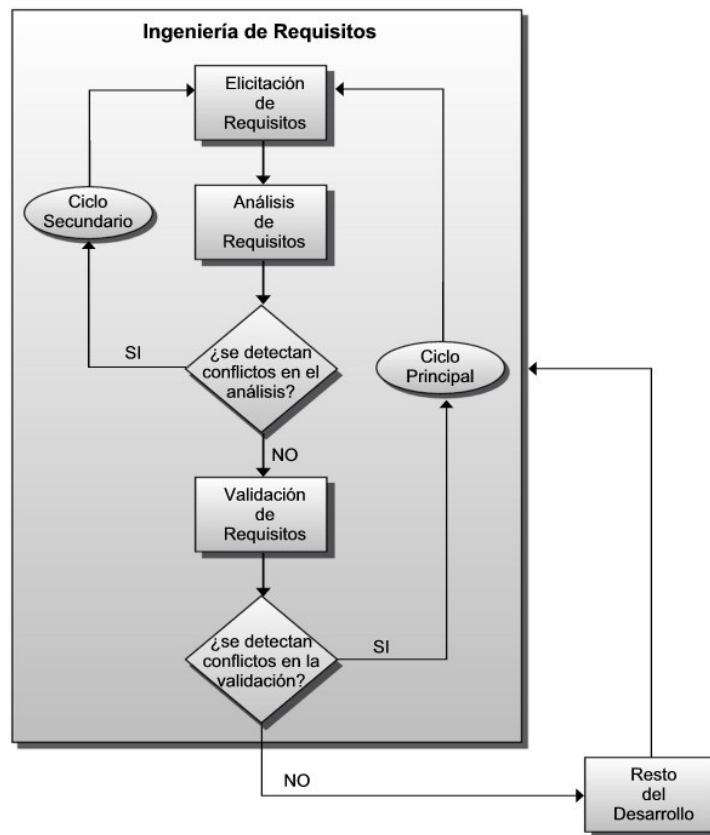 Ingeniería de Requisitos
Elicitación
de
Requisitos
Ciclo
Secundario
Análisis
de
Requisitos
SI
¿se detectan
conflictos en el
análisis?
Ciclo
Principal
NO
Validación
de
Requisitos
¿se detectan
conflictos en la
validación?
SI
NO
Resto
del
Desarrollo